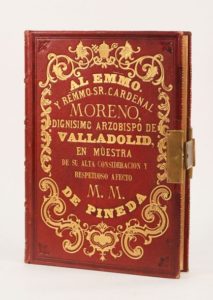 AL EMMO.
Y REMMO. SR. CARDENAL
MORENO,
DIGNISIMO ARZOBISPO DE
VALLADOLID,
EN MUESTRA
DE SU ALTA CONSIDERACION Y
RESPETUOSO AFECTO
M. M.
DE PINEDA